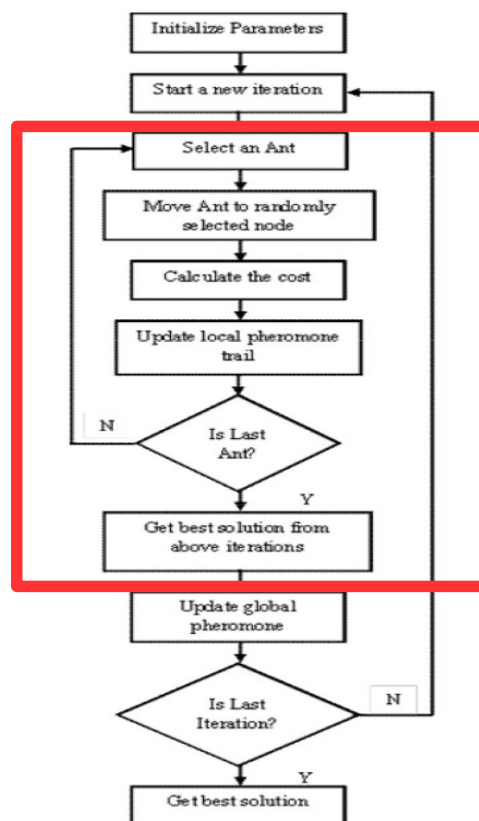 Initialize Parameters
Start a new iteration
Select an Ant
Move Ant to randomly
selected node
Calculate the cost
Update local pheromone
trail
N
Is Last
Ant?
Y
Get best solution from
above iterations
Update global
pheromone
Is Last
Iteration?
N
Y
Get best solution